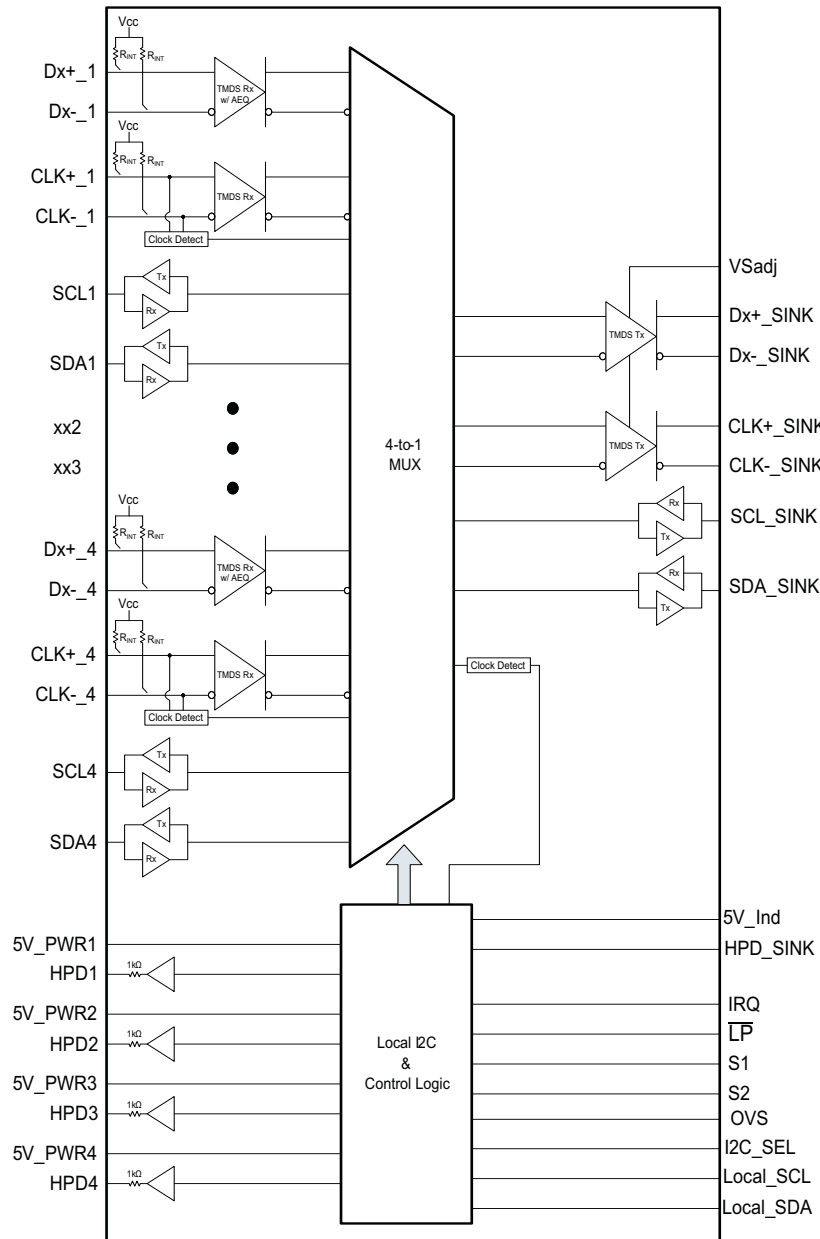 Vcc
RINT
RINT
Dx+_1
TMDS Rx
w/ AEQ
Dx-_1
Vcc
RINT
RINT
CLK+_1
TMDS Rx
CLK-_1
Clock Detect
SCL1
Tx
Rx
SDA1
Tx
Rx
xx2
xx3
Vcc
RINT
RINT
Dx+_4
TMDS Rx
w/ AEQ
Dx-_4
Vcc
RINT
RINT
CLK+_4
TMDS Rx
CLK-_4
Clock Detect
SCL4
Tx
Rx
SDA4
Tx
Rx
4-to-1
MUX
VSadj
Dx+_SINK
TMDS Tx
Dx-_SINK
CLK+_SINK
TMDS Tx
CLK-_SINK
Rx
SCL_SINK
Tx
Rx
SDA_SINK
Tx
Clock Detect
5V_PWR1
1kΩ
HPD1
5V_PWR2
1kΩ
HPD2
5V_PWR3
1kΩ
HPD3
5V_PWR4
1kΩ
HPD4
Local I2C
&
Control Logic
5V_Ind
HPD_SINK
IRQ
L̅P̅
S1
S2
OVS
I2C_SEL
Local_SCL
Local_SDA